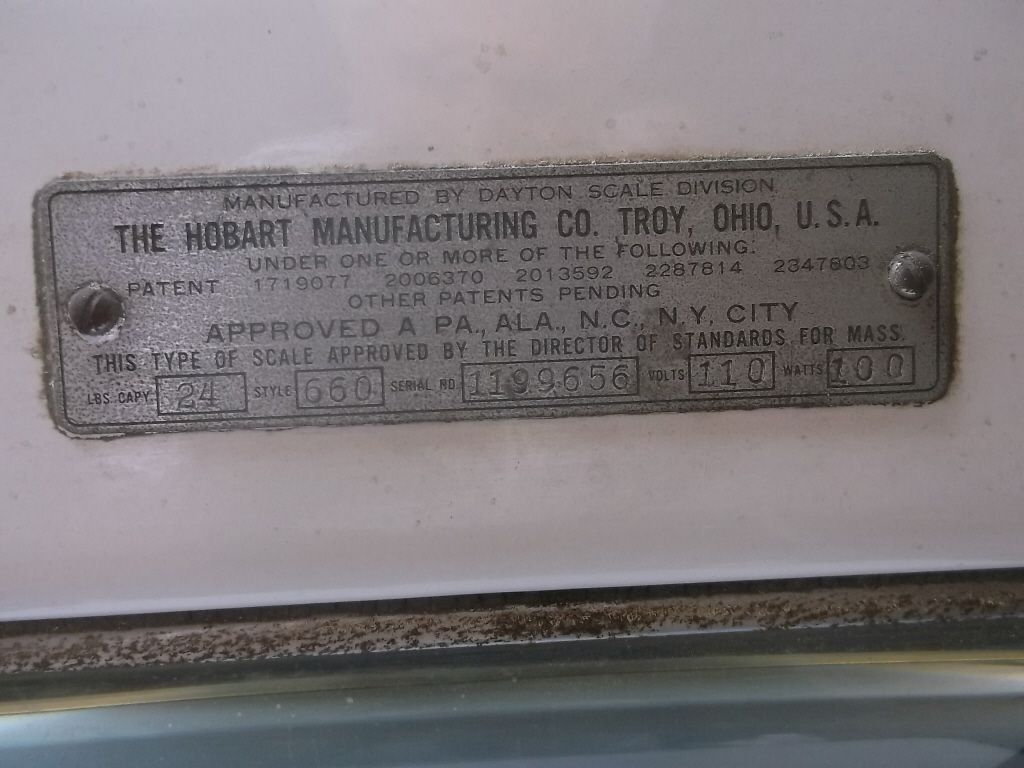 MANUFACTURED BY DAYTON SCALE DIVISION
THE HOBART MANUFACTURING CO. TROY, OHIO, U.S.A.
UNDER ONE OR MORE OF THE FOLLOWING.
PATENT 1719077 2006370 2013592 2287814 2347803
OTHER PATENTS PENDING
APPROVED A PA., ALA., N.C., N.Y, CITY
THIS TYPE OF SCALE APPROVED BY THE DIRECTOR OF STANDARDS FOR MASS
LBS. CAPY. 24 STYLE 660 SERIAL NO 1199656 VOLTS 110 WATTS 100